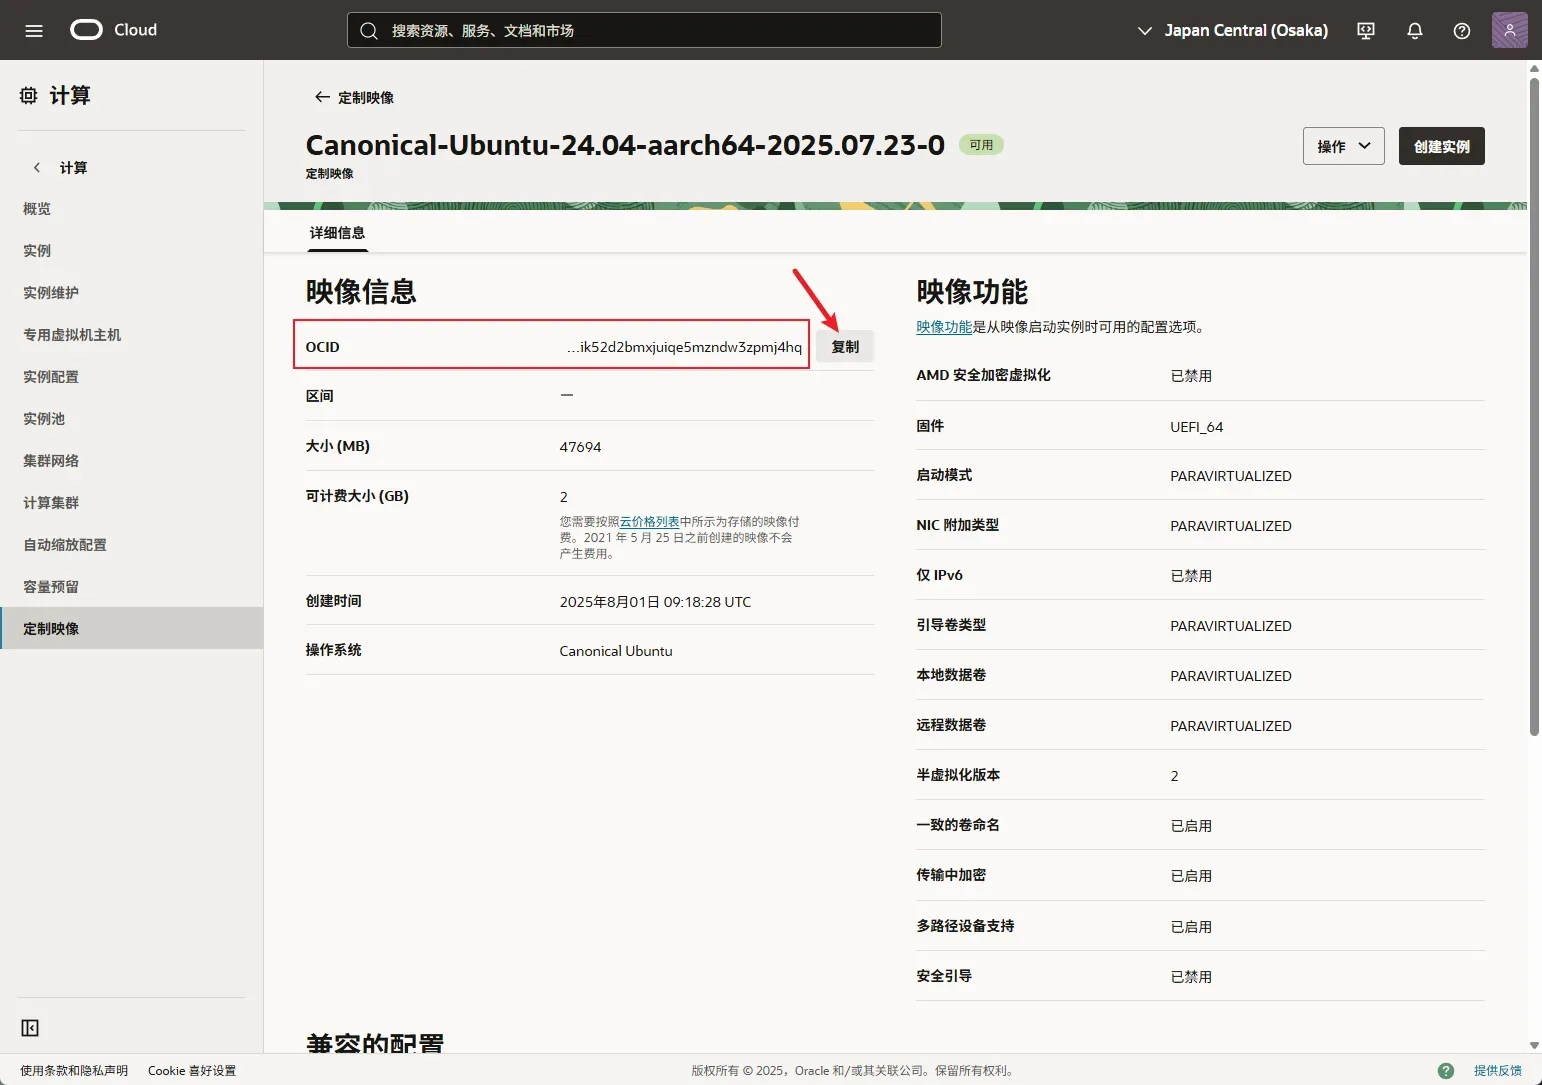 Cloud
搜索资源、服务、文档和市场
Japan Central (Osaka)
计算
计算
概览
实例
实例维护
专用虚拟机主机
实例配置
实例池
集群网络
计算集群
自动缩放配置
容量预留
定制映像
定制映像
Canonical-Ubuntu-24.04-aarch64-2025.07.23-0
可用
定制映像
操作
创建实例
详细信息
映像信息
OCID
...ik52d2bmxjuiqe5mzndw3zpmj4hq
复制
区间
—
大小 (MB)
47694
可计费大小 (GB)
2
您需要按照云价格列表中所示为存储的映像付
费。2021 年 5 月 25 日之前创建的映像不会
产生费用。
创建时间
2025年8月01日 09:18:28 UTC
操作系统
Canonical Ubuntu
映像功能
映像功能是从映像启动实例时可用的配置选项。
AMD 安全加密虚拟化
已禁用
固件
UEFI_64
启动模式
PARAVIRTUALIZED
NIC 附加类型
PARAVIRTUALIZED
仅 IPv6
已禁用
引导卷类型
PARAVIRTUALIZED
本地数据卷
PARAVIRTUALIZED
远程数据卷
PARAVIRTUALIZED
半虚拟化版本
2
一致的卷命名
已启用
传输中加密
已启用
多路径设备支持
已启用
安全引导
已禁用
兼容的配置
使用条款和隐私声明
Cookie 喜好设置
版权所有 © 2025，Oracle 和/或其关联公司。保留所有权利。
提供反馈